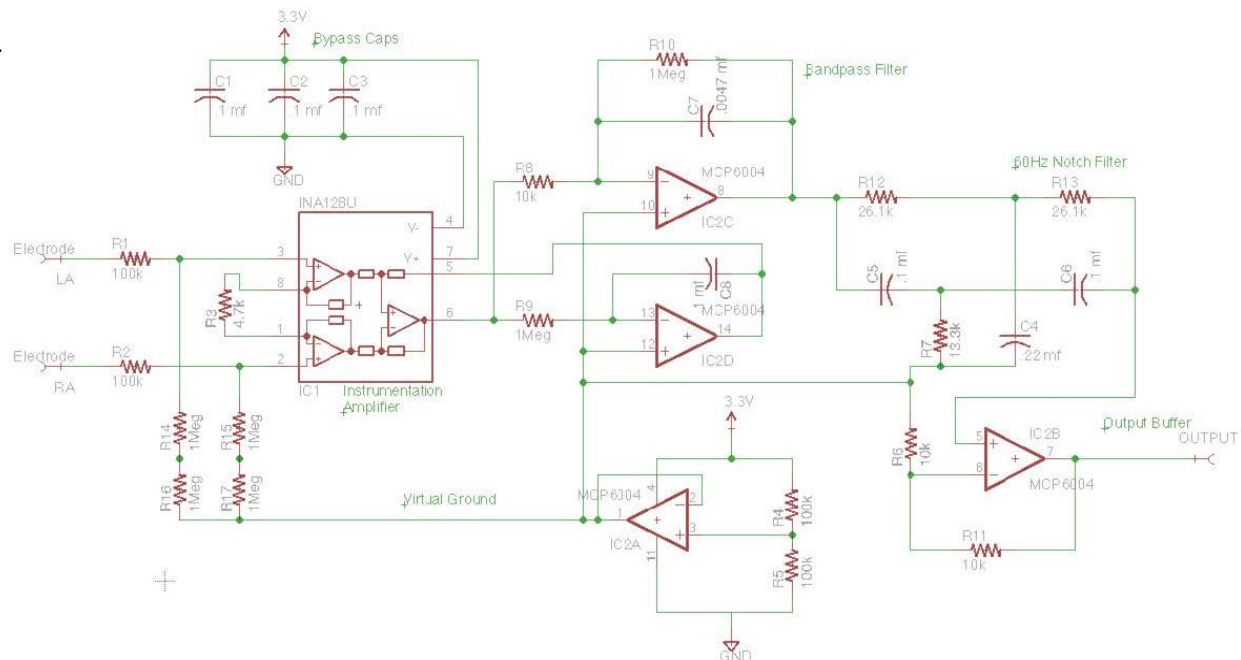 3.3V
Bypass Caps
C1
.1 mf
C2
.1 mf
C3
.1 mf
GND
R10
1Meg
C7
.0047 mf
Bandpass Filter
R8
10k
9
10
8
MCP6004
IC2C
60Hz Notch Filter
R12
26.1k
R13
26.1k
C5
.1 mf
C6
.1 mf
R7
13.3k
C4
.22 mf
INA128U
V-
4
V+
7
5
Electrode
LA
R1
100k
3
8
R3
4.7k
1
6
Electrode
RA
R2
100k
2
IC1
Instrumentation
Amplifier
R9
1Meg
C8
.1 mf
MCP6004
13
12
14
IC2D
R14
1Meg
R15
1Meg
R16
1Meg
R17
1Meg
Virtual Ground
3.3V
MCP6004
4
2
1
3
11
IC2A
R4
100k
R5
100k
GND
R6
10k
5
6
7
IC2B
MCP6004
Output Buffer
OUTPUT
R11
10k